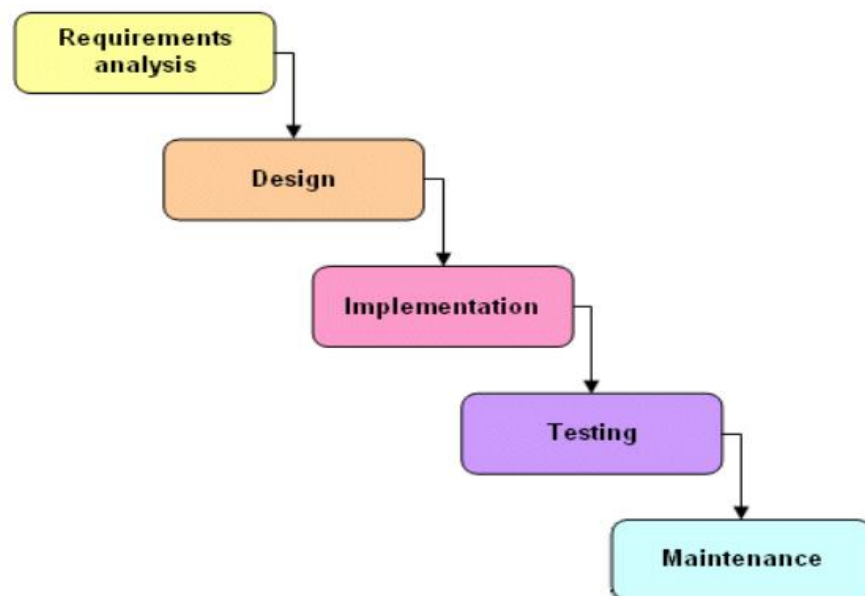 Requirements
analysis
Design
Implementation
Testing
Maintenance